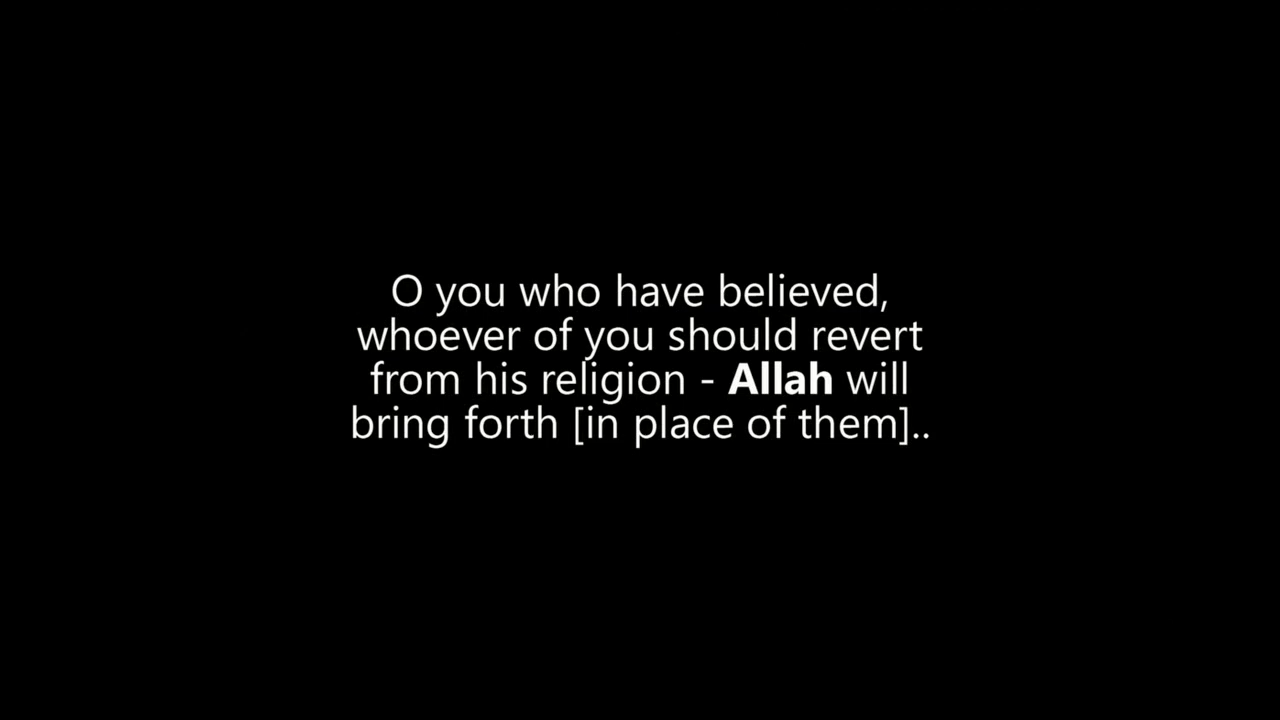 O you who have believed,
whoever of you should revert
from his religion - Allah will
bring forth [in place of them]..